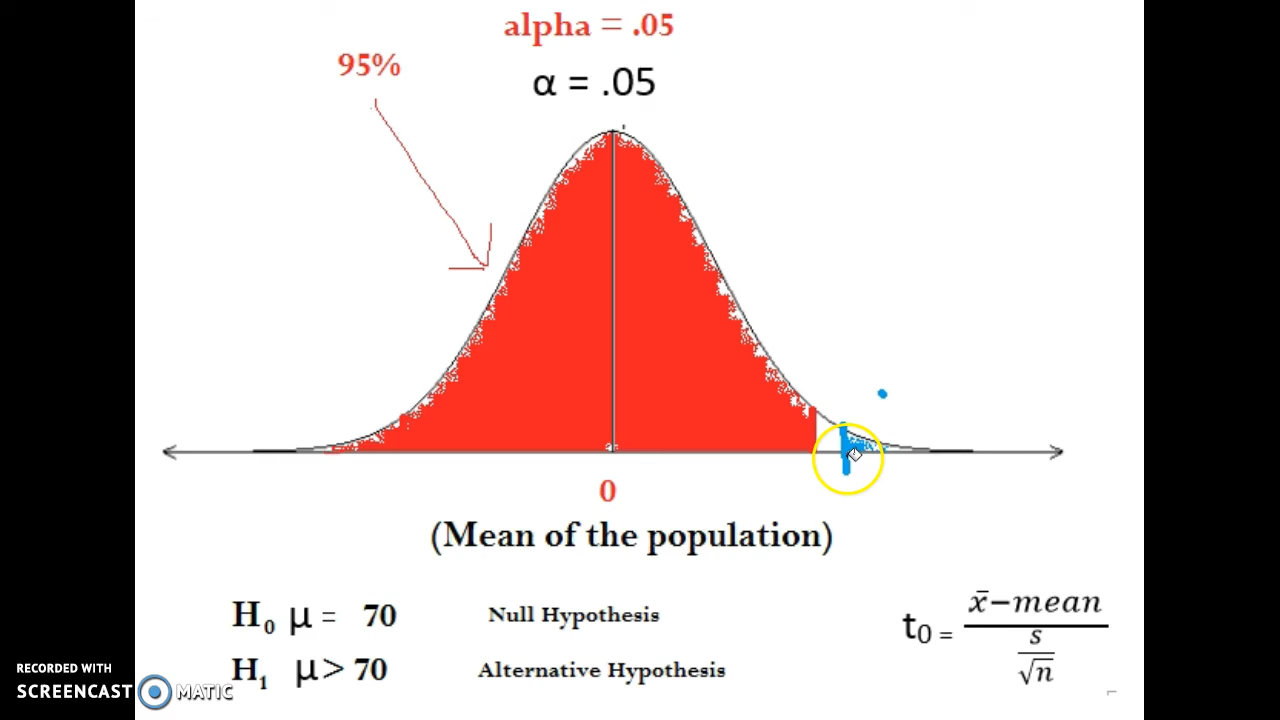 alpha = .05
95%
α = .05
0
(Mean of the population)
H₀ μ = 70 Null Hypothesis
H₁ μ > 70 Alternative Hypothesis
t₀ = (x̄−mean)/(s/√n)
RECORDED WITH
SCREENCAST MATIC